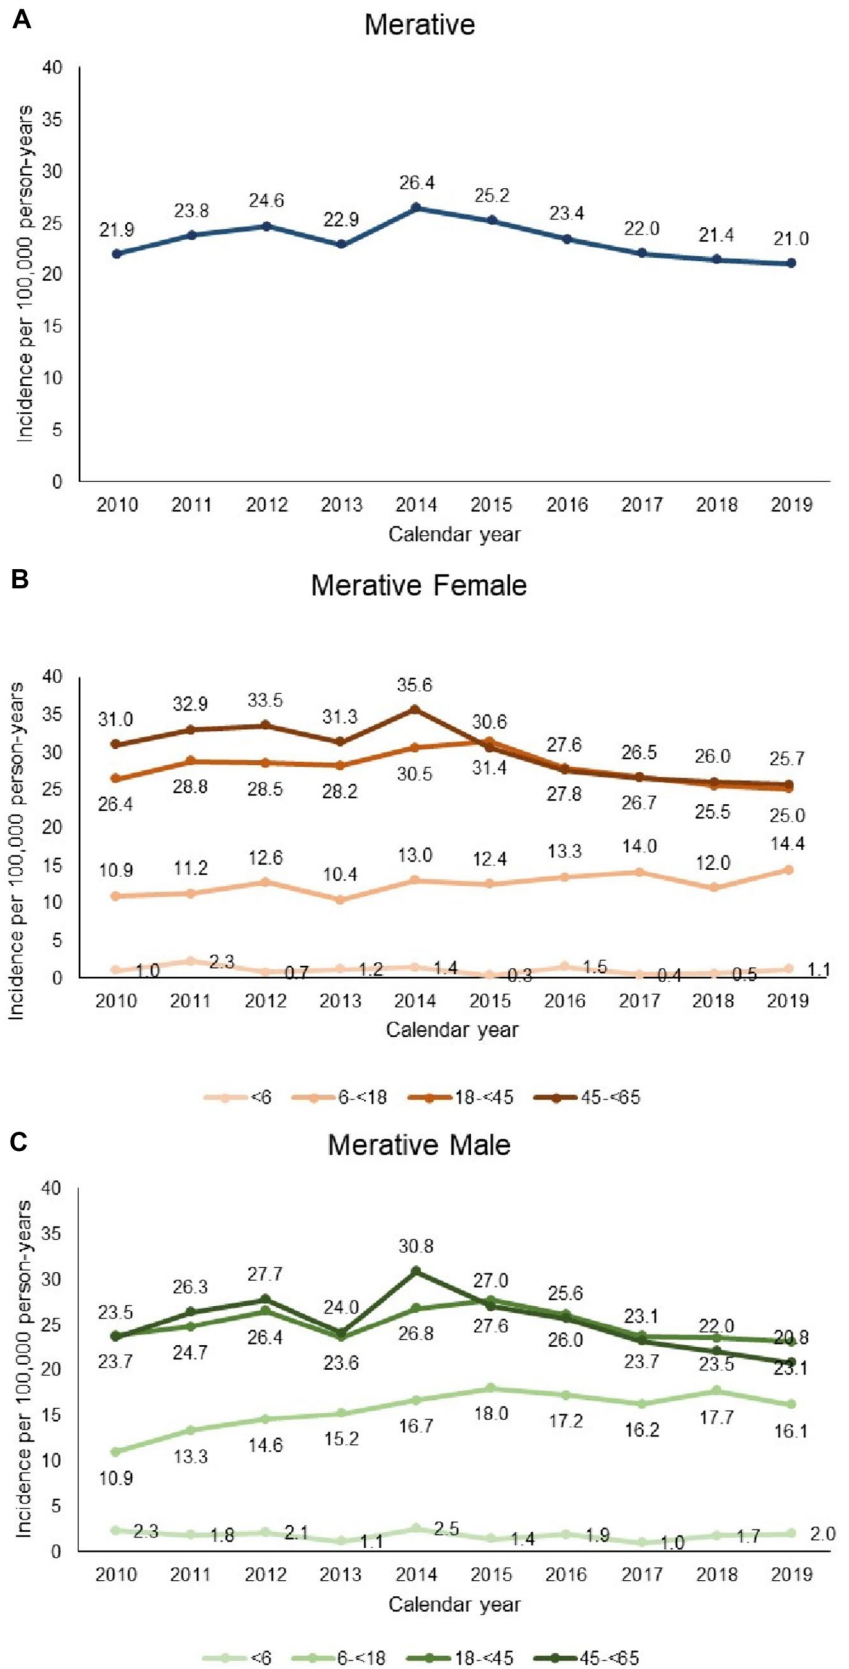 A
Merative
Incidence per 100,000 person-years
40
35
30
25
20
15
10
5
0
21.9 23.8 24.6 22.9 26.4 25.2 23.4 22.0 21.4 21.0
2010 2011 2012 2013 2014 2015 2016 2017 2018 2019
Calendar year
B
Merative Female
Incidence per 100,000 person-years
40
35
30
25
20
15
10
5
0
31.0 32.9 33.5 31.3 35.6 30.6 27.6 26.5 26.0 25.7
26.4 28.8 28.5 28.2 30.5 31.4 27.8 26.7 25.5 25.0
10.9 11.2 12.6 10.4 13.0 12.4 13.3 14.0 12.0 14.4
1.0 2.3 0.7 1.2 1.4 0.3 1.5 0.4 0.5 1.1
2010 2011 2012 2013 2014 2015 2016 2017 2018 2019
Calendar year
<6 6-<18 18-<45 45-<65
C
Merative Male
Incidence per 100,000 person-years
40
35
30
25
20
15
10
5
0
23.5 26.3 27.7 24.0 30.8 27.0 25.6 23.1 22.0 20.8
23.7 24.7 26.4 23.6 26.8 27.6 26.0 23.7 23.5 23.1
10.9 13.3 14.6 15.2 16.7 18.0 17.2 16.2 17.7 16.1
2.3 1.8 2.1 1.1 2.5 1.4 1.9 1.0 1.7 2.0
2010 2011 2012 2013 2014 2015 2016 2017 2018 2019
Calendar year
<6 6-<18 18-<45 45-<65